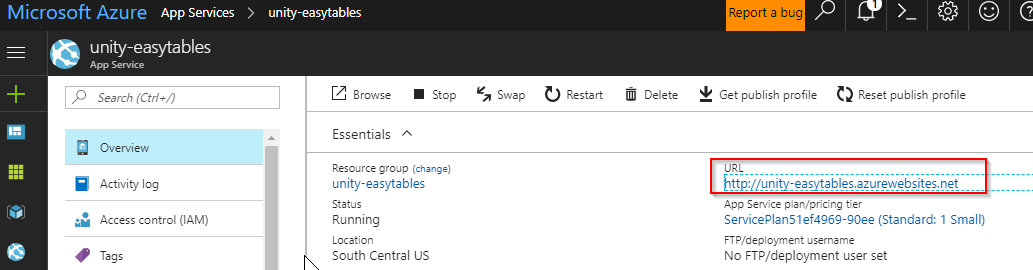 Microsoft Azure App Services > unity-easytables Report a bug 1
unity-easytables
App Service
Search (Ctrl+/)
Browse Stop Swap Restart Delete Get publish profile Reset publish profile
Essentials
Overview
Activity log
Access control (IAM)
Tags
Resource group (change)
unity-easytables
Status
Running
Location
South Central US
URL
http://unity-easytables.azurewebsites.net
App Service plan/pricing tier
ServicePlan51ef4969-90ee (Standard: 1 Small)
FTP/deployment username
No FTP/deployment user set